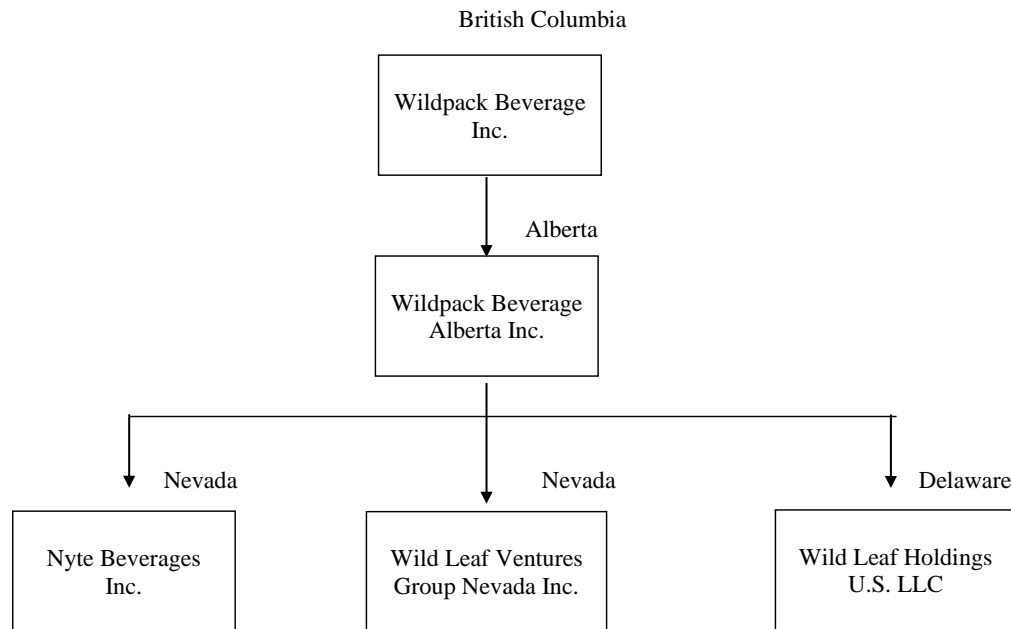 British Columbia
Wildpack Beverage
Inc.
Alberta
Wildpack Beverage
Alberta Inc.
Nevada
Nevada
Delaware
Nyte Beverages
Inc.
Wild Leaf Ventures
Group Nevada Inc.
Wild Leaf Holdings
U.S. LLC